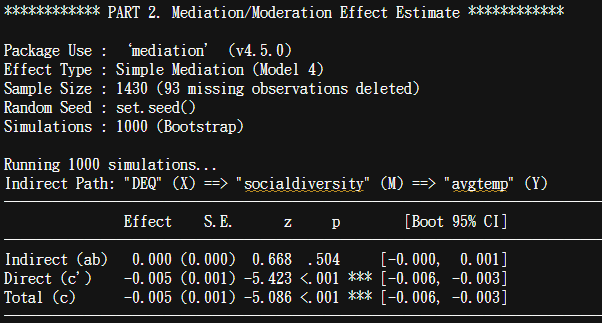 ************ PART 2. Mediation/Moderation Effect Estimate ************
Package Use : ‘mediation’ (v4.5.0)
Effect Type : Simple Mediation (Model 4)
Sample Size : 1430 (93 missing observations deleted)
Random Seed : set.seed()
Simulations : 1000 (Bootstrap)
Running 1000 simulations...
Indirect Path: "DEQ" (X) ==> "socialdiversity" (M) ==> "avgtemp" (Y)
Effect S.E. z p [Boot 95% CI]
Indirect (ab) 0.000 (0.000) 0.668 .504 [-0.000, 0.001]
Direct (c') -0.005 (0.001) -5.423 <.001 *** [-0.006, -0.003]
Total (c) -0.005 (0.001) -5.086 <.001 *** [-0.006, -0.003]